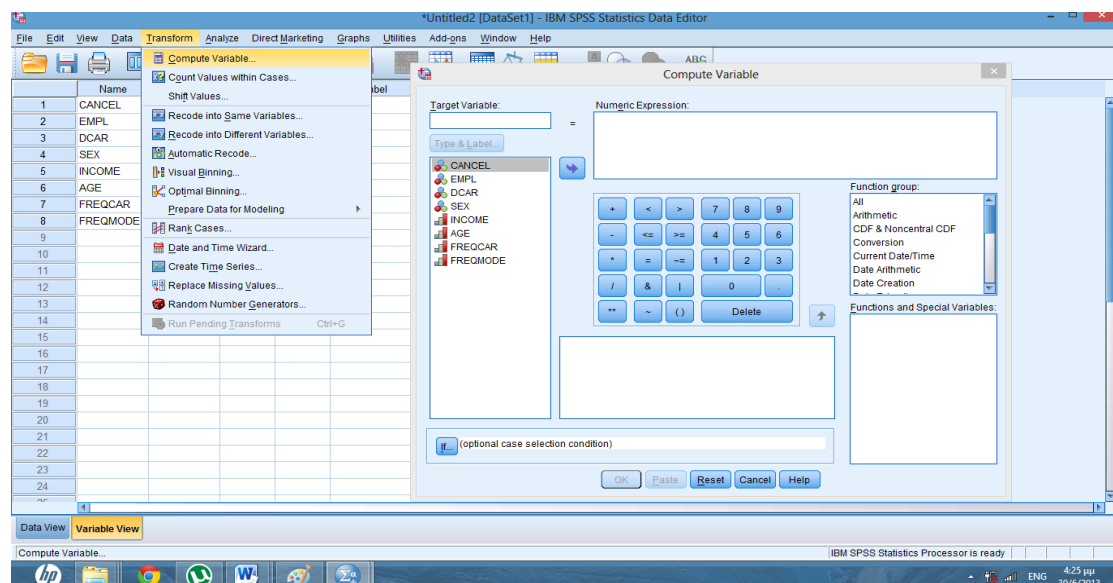 *Untitled2 [DataSet1] - IBM SPSS Statistics Data Editor
File Edit View Data Transform Analyze Direct Marketing Graphs Utilities Add-ons Window Help
Compute Variable...
Count Values within Cases...
Shift Values...
Recode into Same Variables...
Recode into Different Variables...
Automatic Recode...
Visual Binning...
Optimal Binning...
Prepare Data for Modeling
Rank Cases...
Date and Time Wizard...
Create Time Series...
Replace Missing Values...
Random Number Generators...
Run Pending Transforms Ctrl+G
Name
1 CANCEL
2 EMPL
3 DCAR
4 SEX
5 INCOME
6 AGE
7 FREQCAR
8 FREQMODE
9
10
11
12
13
14
15
16
17
18
19
20
21
22
23
24
Compute Variable
Target Variable:
Numeric Expression:
=
Type & Label...
CANCEL
EMPL
DCAR
SEX
INCOME
AGE
FREQCAR
FREQMODE
+ < > 7 8 9
- <= >= 4 5 6
* = ~= 1 2 3
/ & | 0 .
** ~ ( ) Delete
Function group:
All
Arithmetic
CDF & Noncentral CDF
Conversion
Current Date/Time
Date Arithmetic
Date Creation
Functions and Special Variables:
If... (optional case selection condition)
OK Paste Reset Cancel Help
Data View Variable View
Compute Variable...
IBM SPSS Statistics Processor is ready
hp
ENG
4:25 μμ